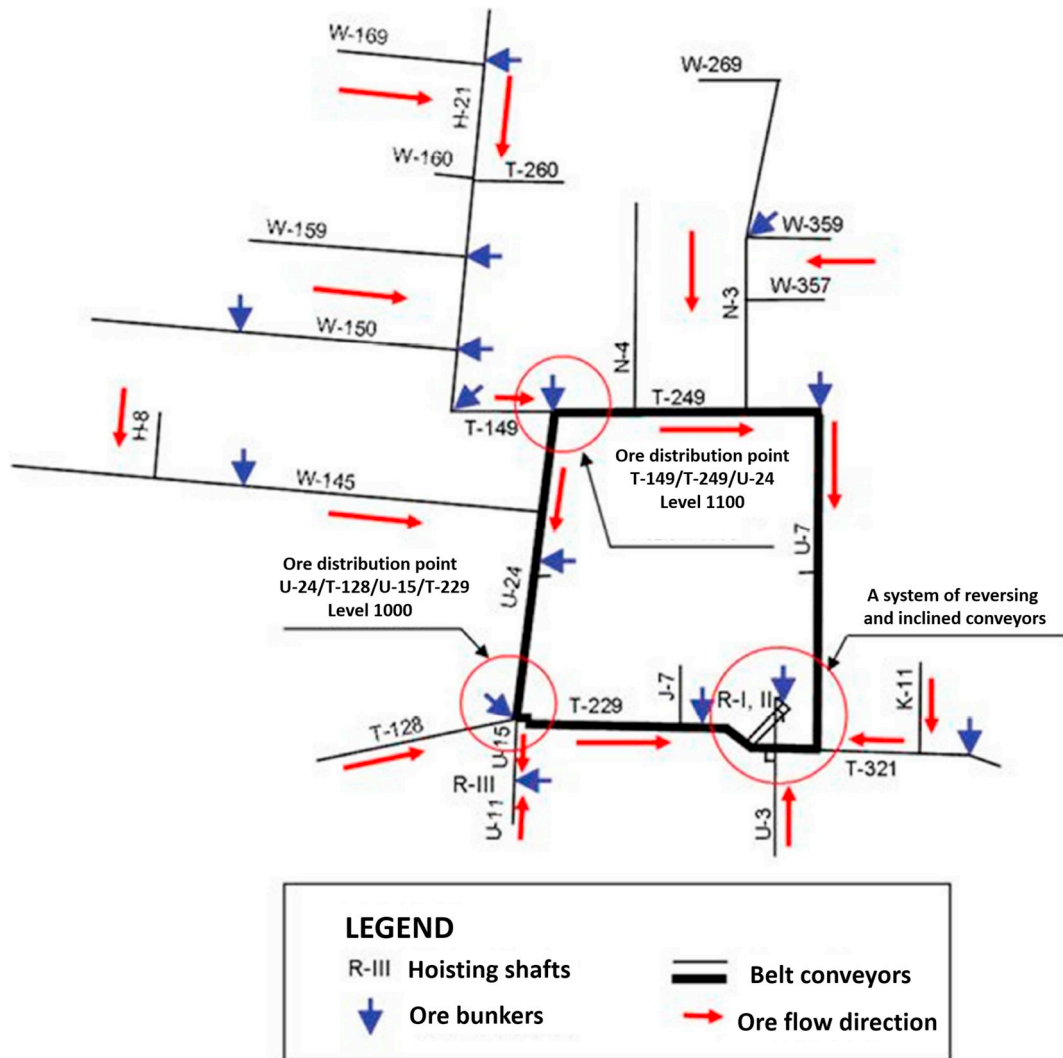 W-169
W-269
H-21
W-160
T-260
W-159
W-359
W-357
W-150
N-3
N-4
T-249
T-149
H-8
Ore distribution point
T-149/T-249/U-24
Level 1100
W-145
U-7
Ore distribution point
U-24/T-128/U-15/T-229
Level 1000
U-24
A system of reversing
and inclined conveyors
J-7
R-I, II
K-11
T-229
T-128
U-15
T-321
R-III
U-11
U-3
LEGEND
R-III Hoisting shafts
Belt conveyors
Ore bunkers
Ore flow direction